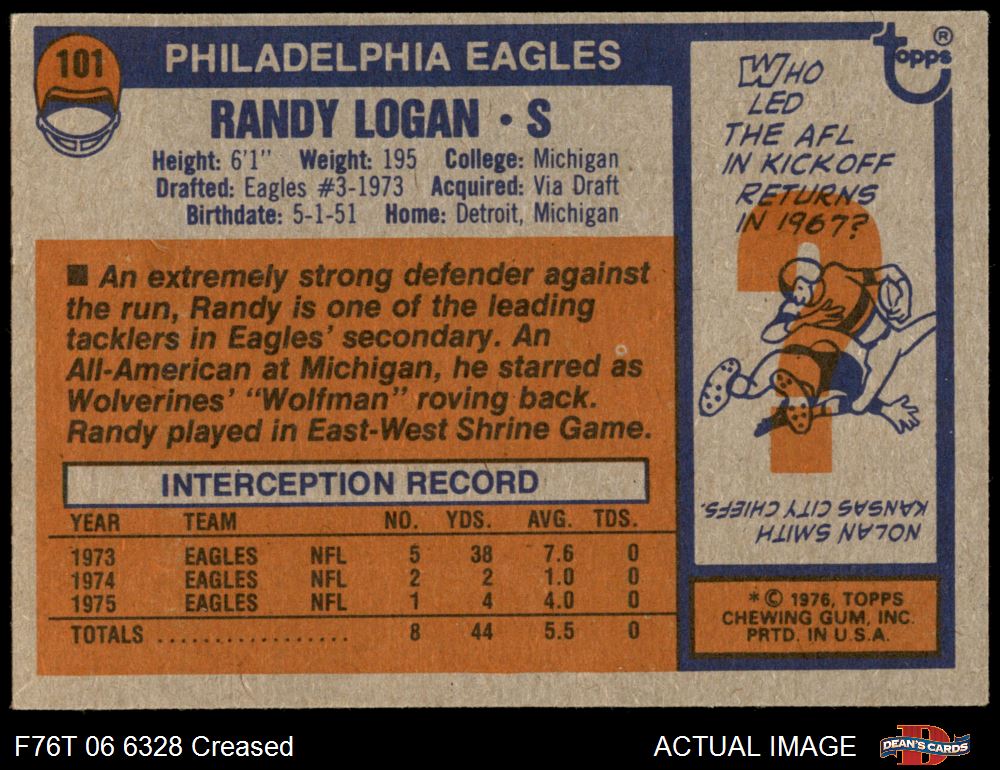 101
PHILADELPHIA EAGLES
RANDY LOGAN • S
Height: 6'1" Weight: 195 College: Michigan
Drafted: Eagles #3-1973 Acquired: Via Draft
Birthdate: 5-1-51 Home: Detroit, Michigan
■ An extremely strong defender against
the run, Randy is one of the leading
tacklers in Eagles' secondary. An
All-American at Michigan, he starred as
Wolverines' "Wolfman" roving back.
Randy played in East-West Shrine Game.
INTERCEPTION RECORD
YEAR TEAM NO. YDS. AVG. TDS.
1973 EAGLES NFL 5 38 7.6 0
1974 EAGLES NFL 2 2 1.0 0
1975 EAGLES NFL 1 4 4.0 0
TOTALS .................. 8 44 5.5 0
topps ®
WHO
LED
THE AFL
IN KICKOFF
RETURNS
IN 1967?
?
NOLAN SMITH
KANSAS CITY CHIEFS.
* © 1976, TOPPS
CHEWING GUM, INC.
PRTD. IN U.S.A.
F76T 06 6328 Creased
ACTUAL IMAGE
D
DEAN'S CARDS